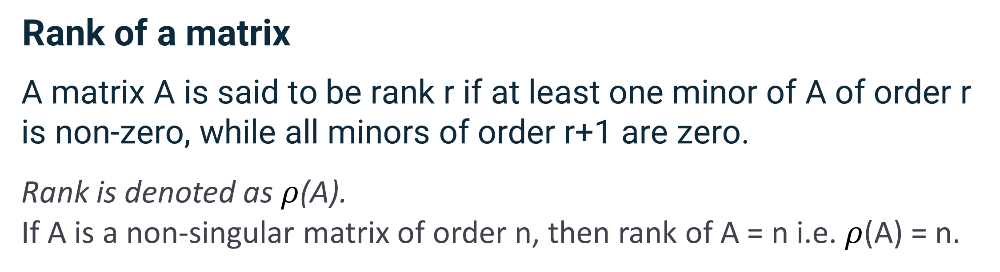 Rank of a matrix
A matrix A is said to be rank r if at least one minor of A of order r
is non-zero, while all minors of order r+1 are zero.
Rank is denoted as ρ(A).
If A is a non-singular matrix of order n, then rank of A = n i.e. ρ(A) = n.